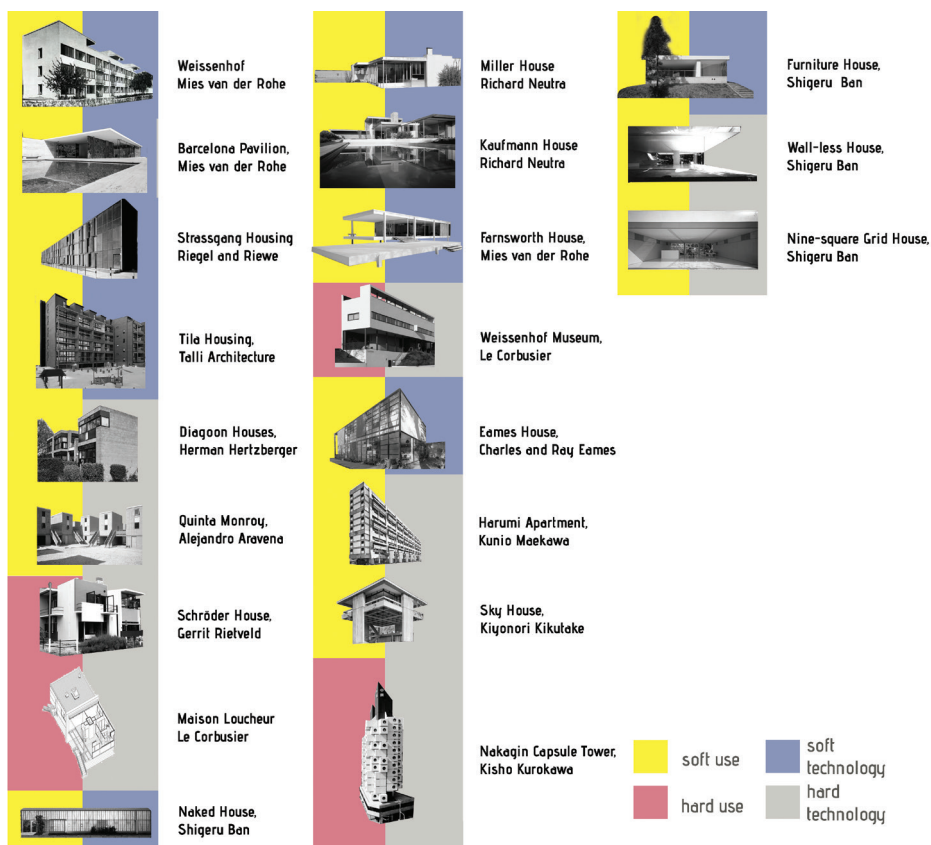 Weissenhof
Mies van der Rohe
Barcelona Pavilion,
Mies van der Rohe
Strassgang Housing
Riegel and Riewe
Tila Housing,
Talli Architecture
Diagoon Houses,
Herman Hertzberger
Quinta Monroy,
Alejandro Aravena
Schröder House,
Gerrit Rietveld
Maison Loucheur
Le Corbusier
Naked House,
Shigeru Ban
Miller House
Richard Neutra
Kaufmann House
Richard Neutra
Farnsworth House,
Mies van der Rohe
Weissenhof Museum,
Le Corbusier
Eames House,
Charles and Ray Eames
Harumi Apartment,
Kunio Maekawa
Sky House,
Kiyonori Kikutake
Nakagin Capsule Tower,
Kisho Kurokawa
Furniture House,
Shigeru Ban
Wall-less House,
Shigeru Ban
Nine-square Grid House,
Shigeru Ban
soft use
soft
technology
hard use
hard
technology